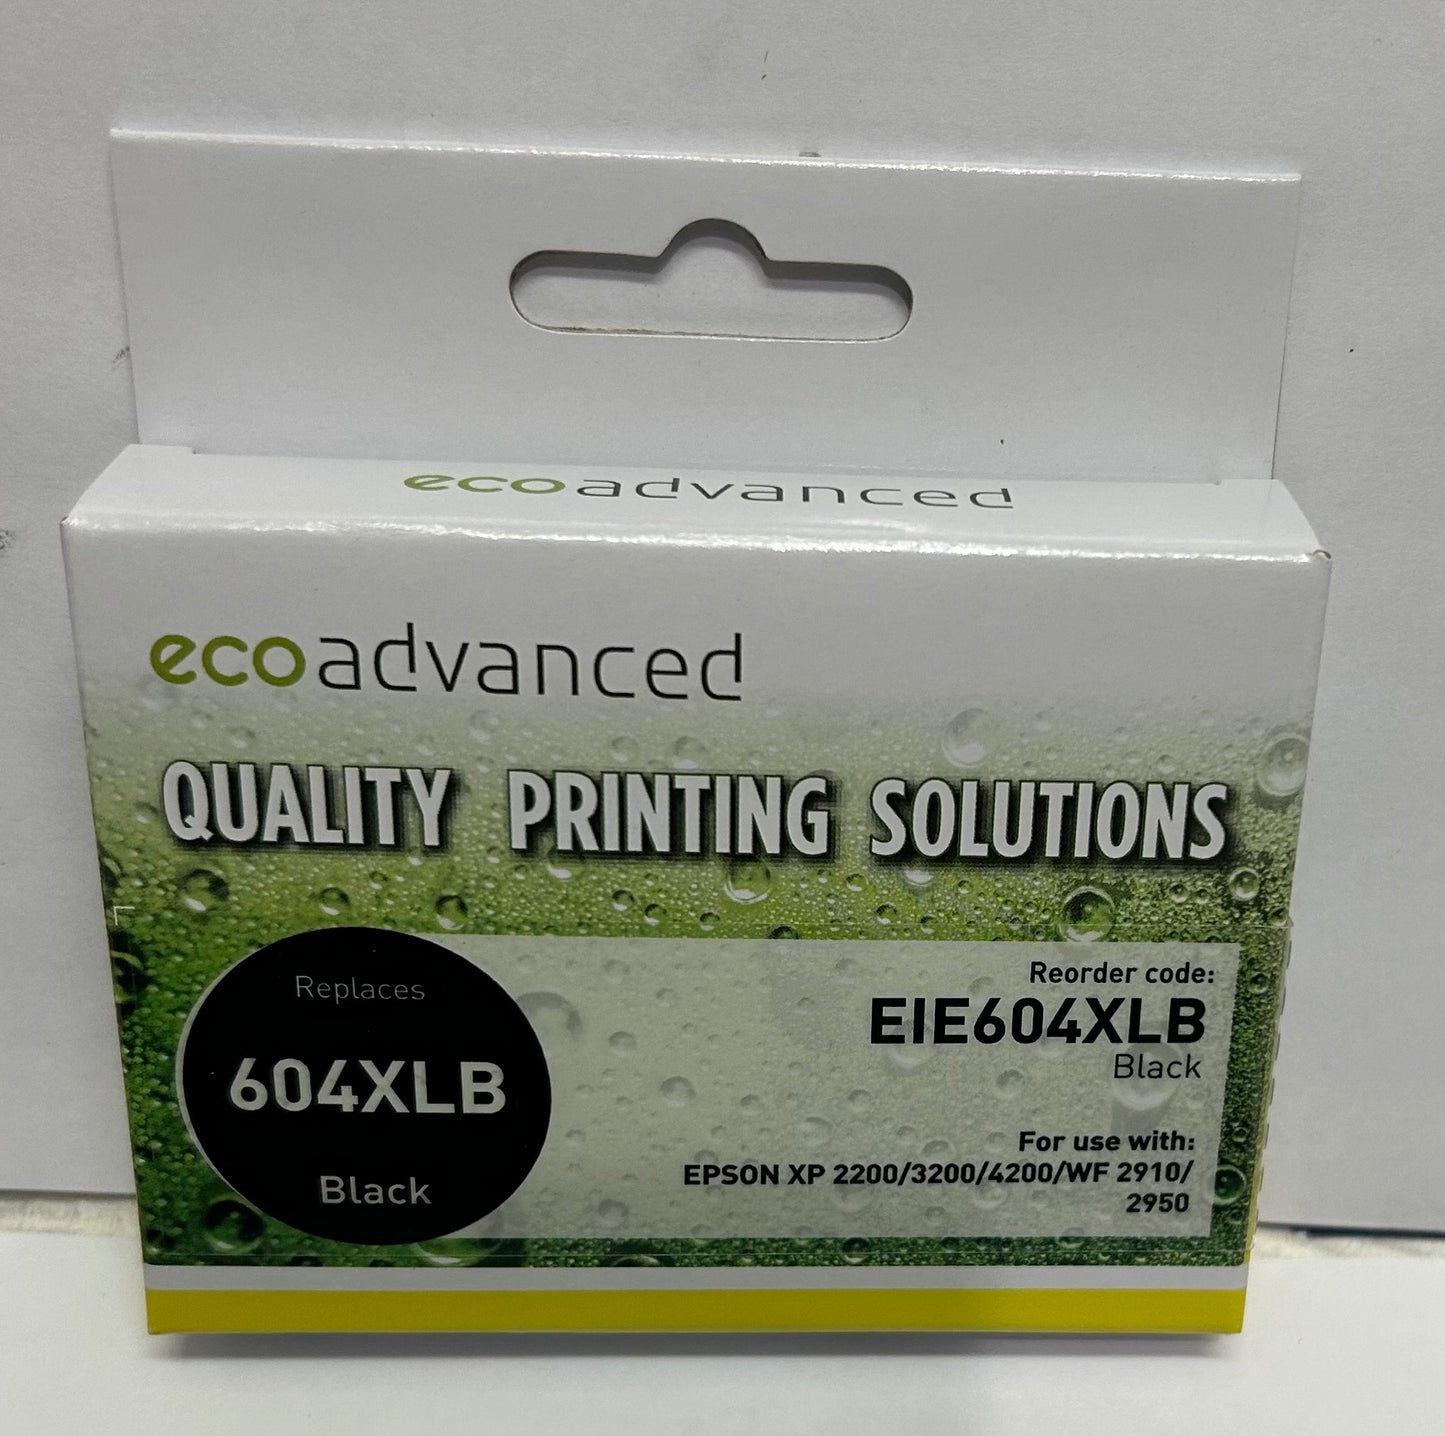 ecoadvanced
ecoadvanced
QUALITY PRINTING SOLUTIONS
Replaces
604XLB
Black
Reorder code:
EIE604XLB
Black
For use with:
EPSON XP 2200/3200/4200/WF 2910/
2950